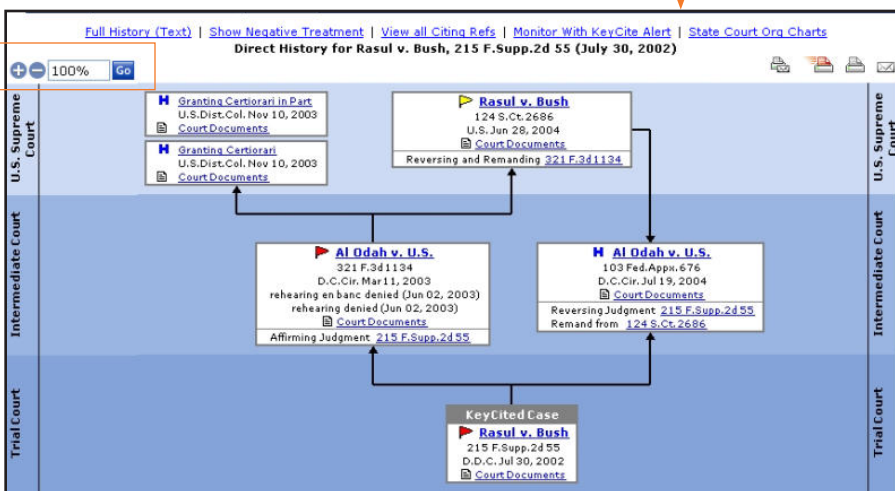 Full History (Text) | Show Negative Treatment | View all Citing Refs | Monitor With KeyCite Alert | State Court Org Charts
Direct History for Rasul v. Bush, 215 F.Supp.2d 55 (July 30, 2002)
100% Go
U.S. Supreme Court
H Granting Certiorari in Part
U.S.Dist.Col. Nov 10, 2003
Court Documents
H Granting Certiorari
U.S.Dist.Col. Nov 10, 2003
Court Documents
Rasul v. Bush
124 S.Ct.2686
U.S. Jun 28, 2004
Court Documents
Reversing and Remanding 321 F.3d1134
U.S. Supreme Court
Intermediate Court
Al Odah v. U.S.
321 F.3d1134
D.C.Cir. Mar 11, 2003
rehearing en banc denied (Jun 02, 2003)
rehearing denied (Jun 02, 2003)
Court Documents
Affirming Judgment 215 F.Supp.2d 55
H Al Odah v. U.S.
103 Fed.Appx.676
D.C.Cir. Jul 19, 2004
Court Documents
Reversing Judgment 215 F.Supp.2d 55
Remand from 124 S.Ct.2686
Intermediate Court
Trial Court
KeyCited Case
Rasul v. Bush
215 F.Supp.2d 55
D.D.C. Jul 30, 2002
Court Documents
Trial Court